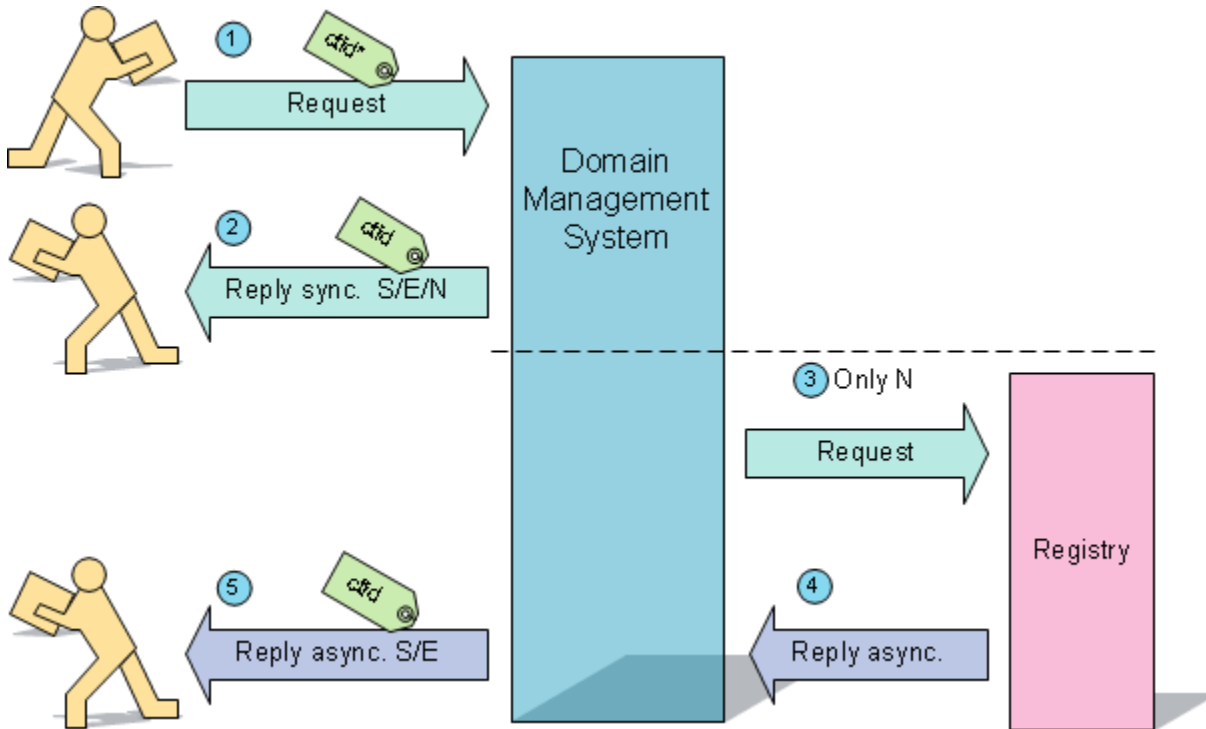 1
ctid*
Request
Domain
Management
System
2
ctid
Reply sync. S/E/N
3 Only N
Request
Registry
5
ctid
Reply async. S/E
4
Reply async.